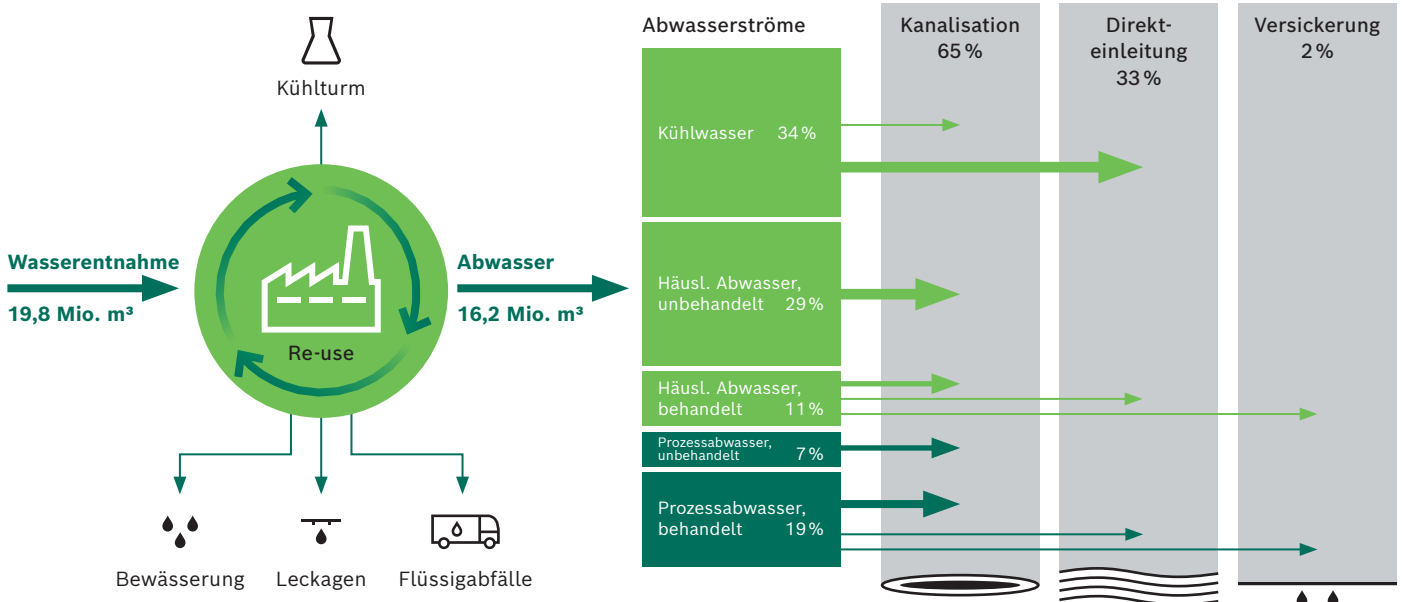 Kühlturm
Wasserentnahme
19,8 Mio. m³
Re-use
Abwasser
16,2 Mio. m³
Bewässerung
Leckagen
Flüssigabfälle
Abwasserströme
Kanalisation
65 %
Direkt-
einleitung
33 %
Versickerung
2 %
Kühlwasser 34 %
Häusl. Abwasser,
unbehandelt 29 %
Häusl. Abwasser,
behandelt 11 %
Prozessabwasser,
unbehandelt 7 %
Prozessabwasser,
behandelt 19 %